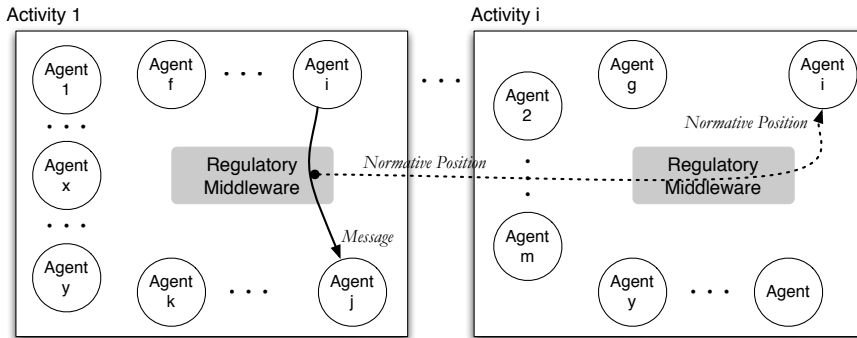 Activity 1
Agent
1
Agent
x
Agent
y
Agent
f
Agent
i
Regulatory
Middleware
Normative Position
Message
Agent
k
Agent
j
Activity i
Agent
2
Agent
m
Agent
g
Agent
i
Normative Position
Regulatory
Middleware
Agent
y
Agent